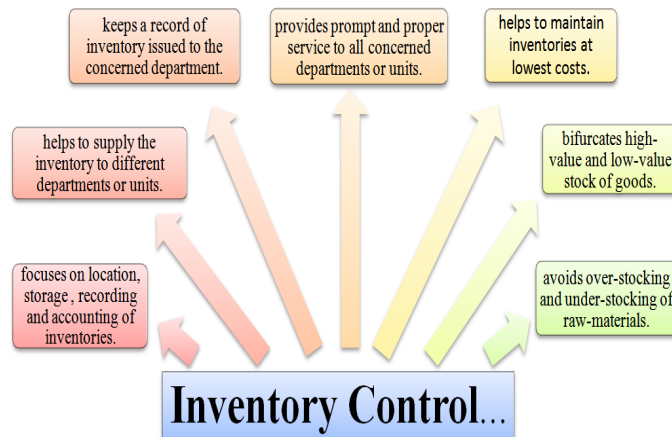 keeps a record of
inventory issued to the
concerned department.
provides prompt and proper
service to all concerned
departments or units.
helps to maintain
inventories at
lowest costs.
helps to supply the
inventory to different
departments or units.
bifurcates high-
value and low-value
stock of goods.
focuses on location,
storage , recording
and accounting of
inventories.
avoids over-stocking
and under-stocking of
raw-materials.
Inventory Control...